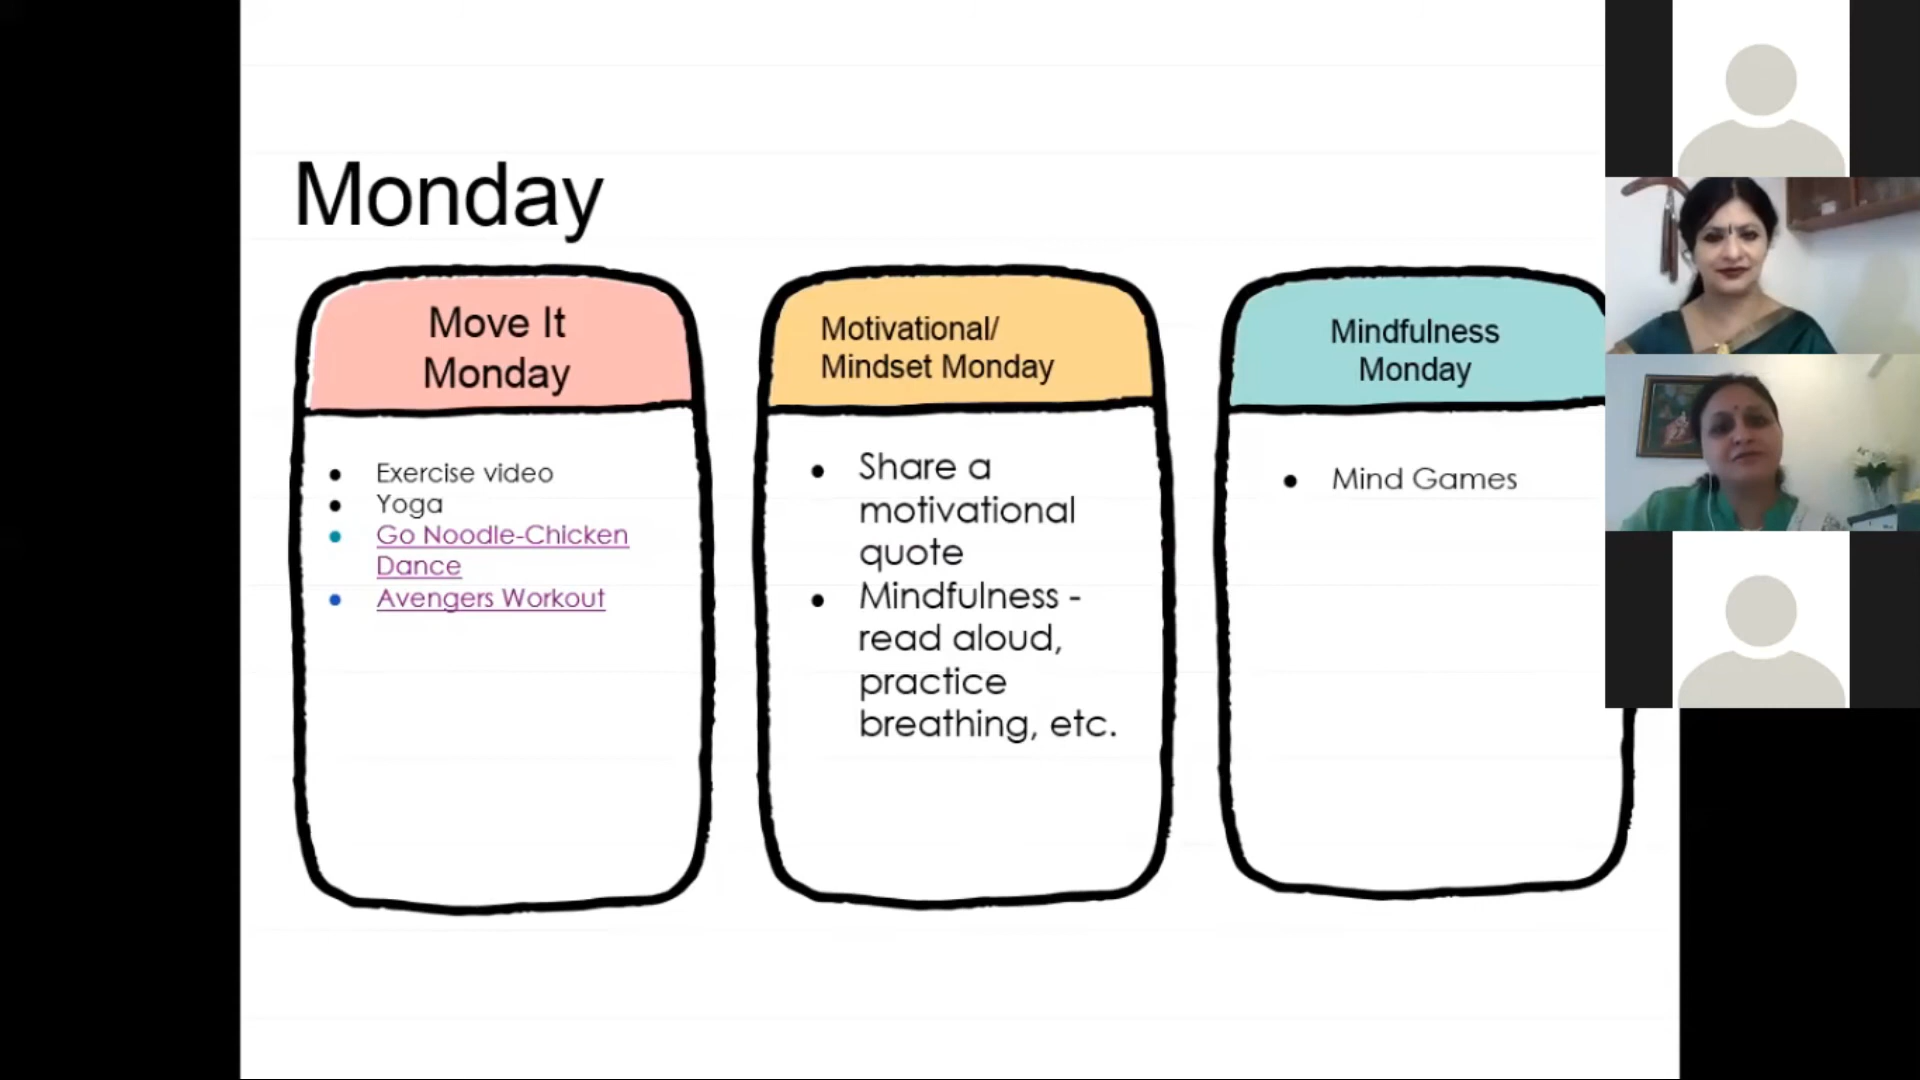 Monday
Move It
Monday
• Exercise video
• Yoga
• Go Noodle-Chicken
Dance
• Avengers Workout
Motivational/
Mindset Monday
• Share a
motivational
quote
• Mindfulness -
read aloud,
practice
breathing, etc.
Mindfulness
Monday
• Mind Games